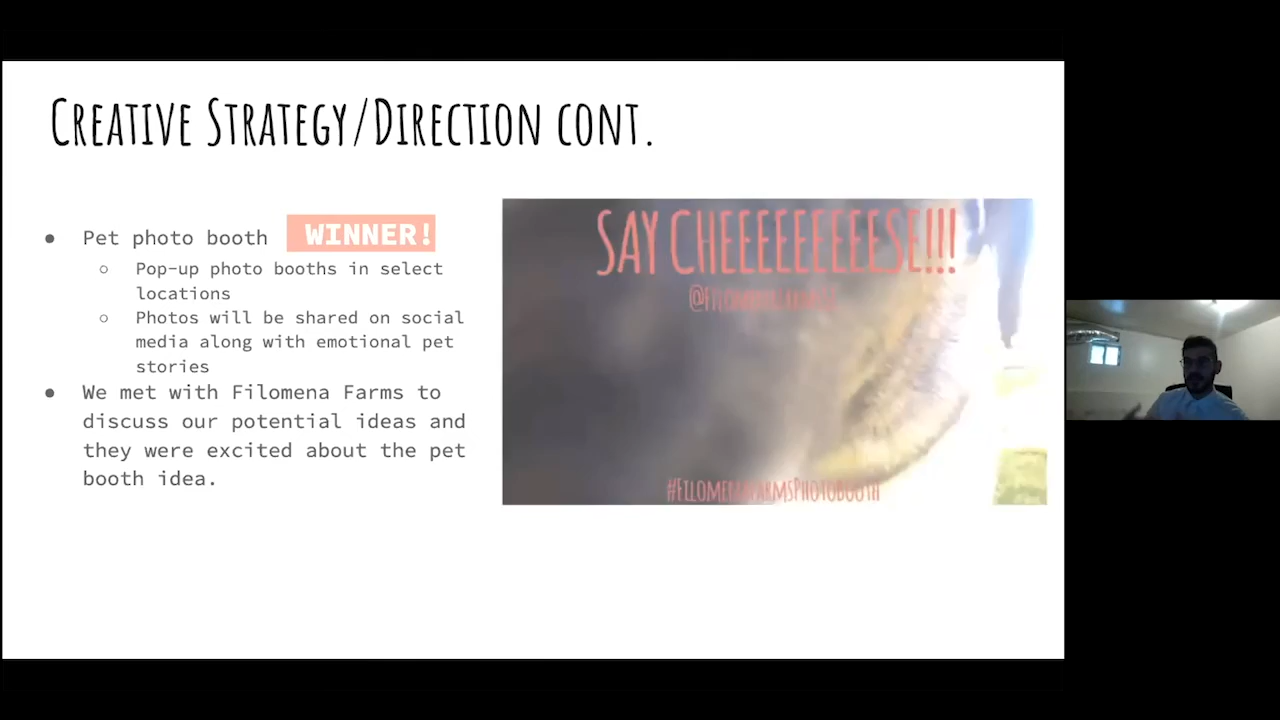 CREATIVE STRATEGY/DIRECTION CONT.
● Pet photo booth WINNER!
○ Pop-up photo booths in select
locations
○ Photos will be shared on social
media along with emotional pet
stories
● We met with Filomena Farms to
discuss our potential ideas and
they were excited about the pet
booth idea.
SAY CHEEEEEEEEEESE!!!
#FILOMENAFARMSPHOTOBOOTH